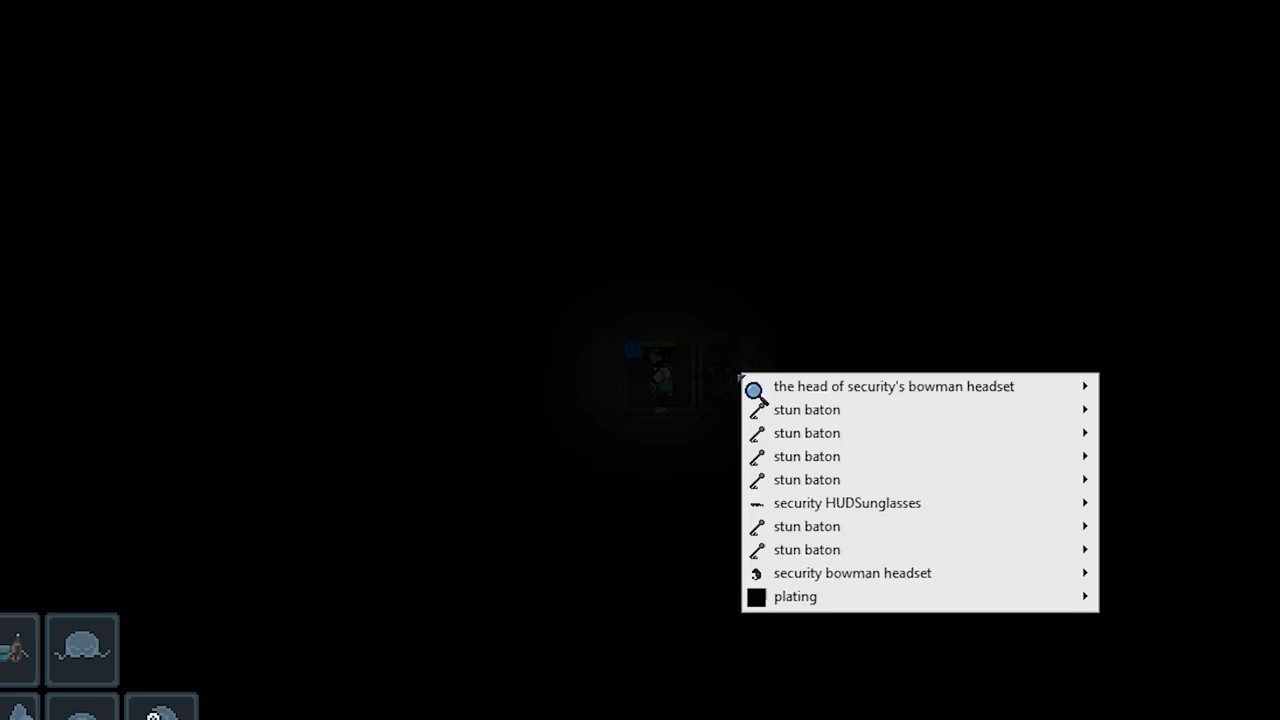 the head of security's bowman headset
stun baton
stun baton
stun baton
stun baton
security HUDSunglasses
stun baton
stun baton
security bowman headset
plating